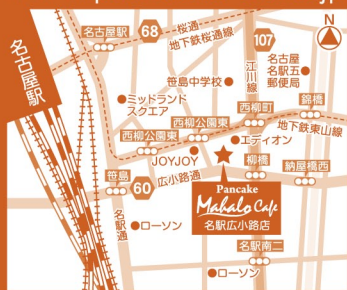 名古屋駅
68
桜通
地下鉄桜通線
107
N
名古屋駅
笹島中学校
江川線
名古屋
名駅五
郵便局
ミッドランド
スクエア
西柳町
錦橋
西柳公園東
西柳公園東
地下鉄東山線
エディオン
JOYJOY
柳橋
納屋橋西
笹島
60
広小路通
Pancake
Mahalo Cafe
名駅広小路店
名駅通
ローソン
名駅南二
ローソン